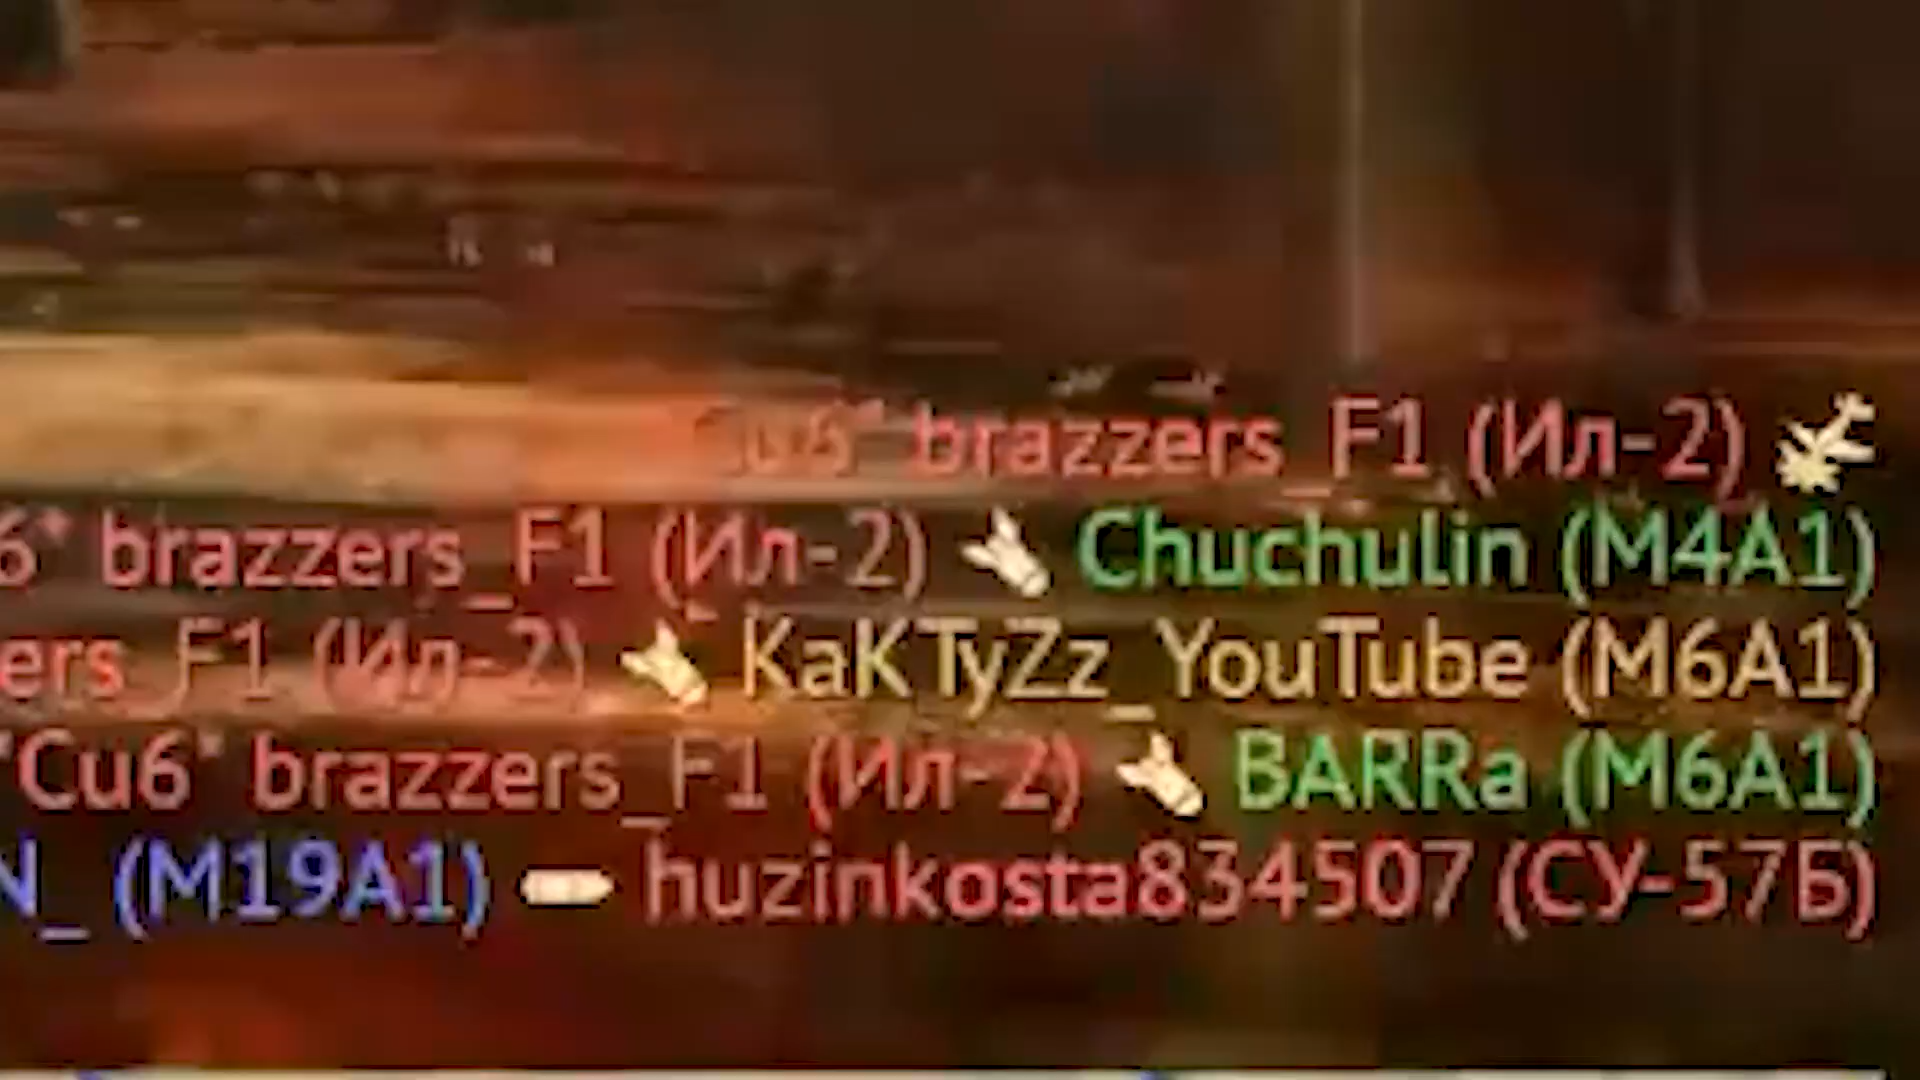 "Cu6" brazzers_F1 (Ил-2)
6" brazzers_F1 (Ил-2) Chuchulin (M4A1)
ers_F1 (Ил-2) KaKTyZz_YouTube (M6A1)
"Cu6" brazzers_F1 (Ил-2) BARRa (M6A1)
N_ (M19A1) huzinkosta834507 (СУ-57Б)